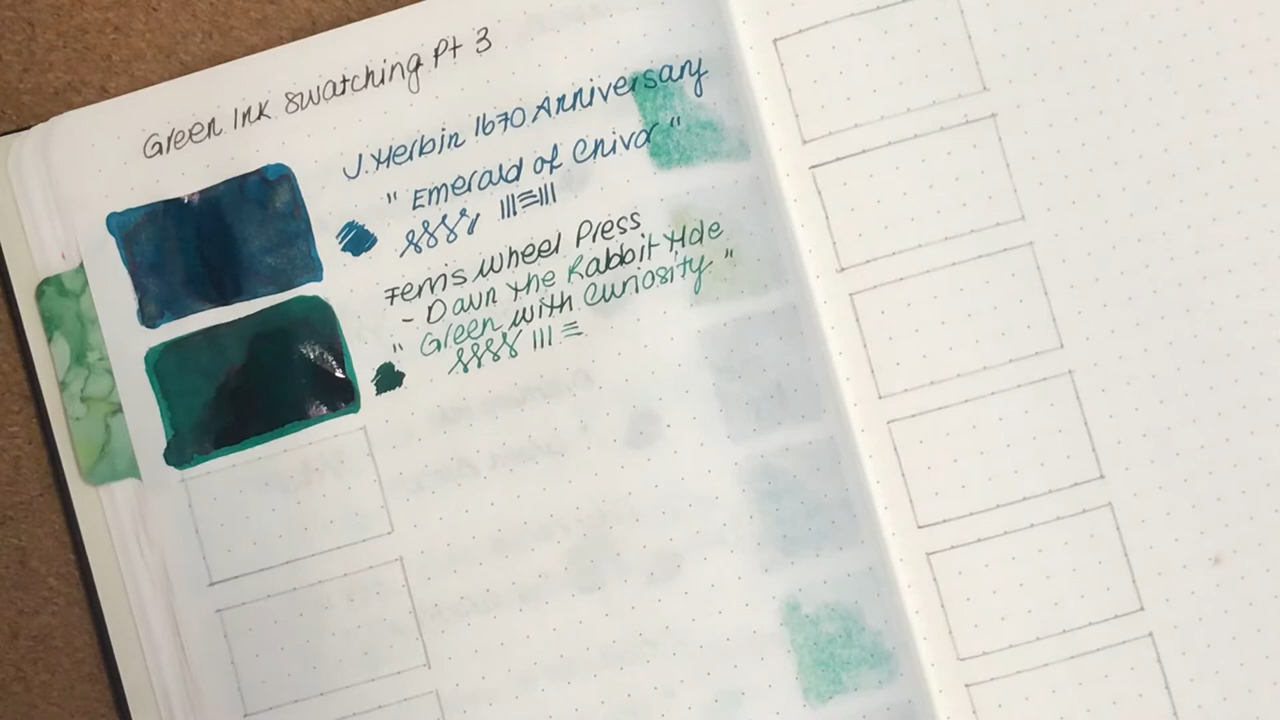 Green Ink Swatching Pt 3
J. Herbin 1670 Anniversary
"Emerald of Chivor"
Ferris Wheel Press
- Down the Rabbit Hole
"Green with Curiosity"